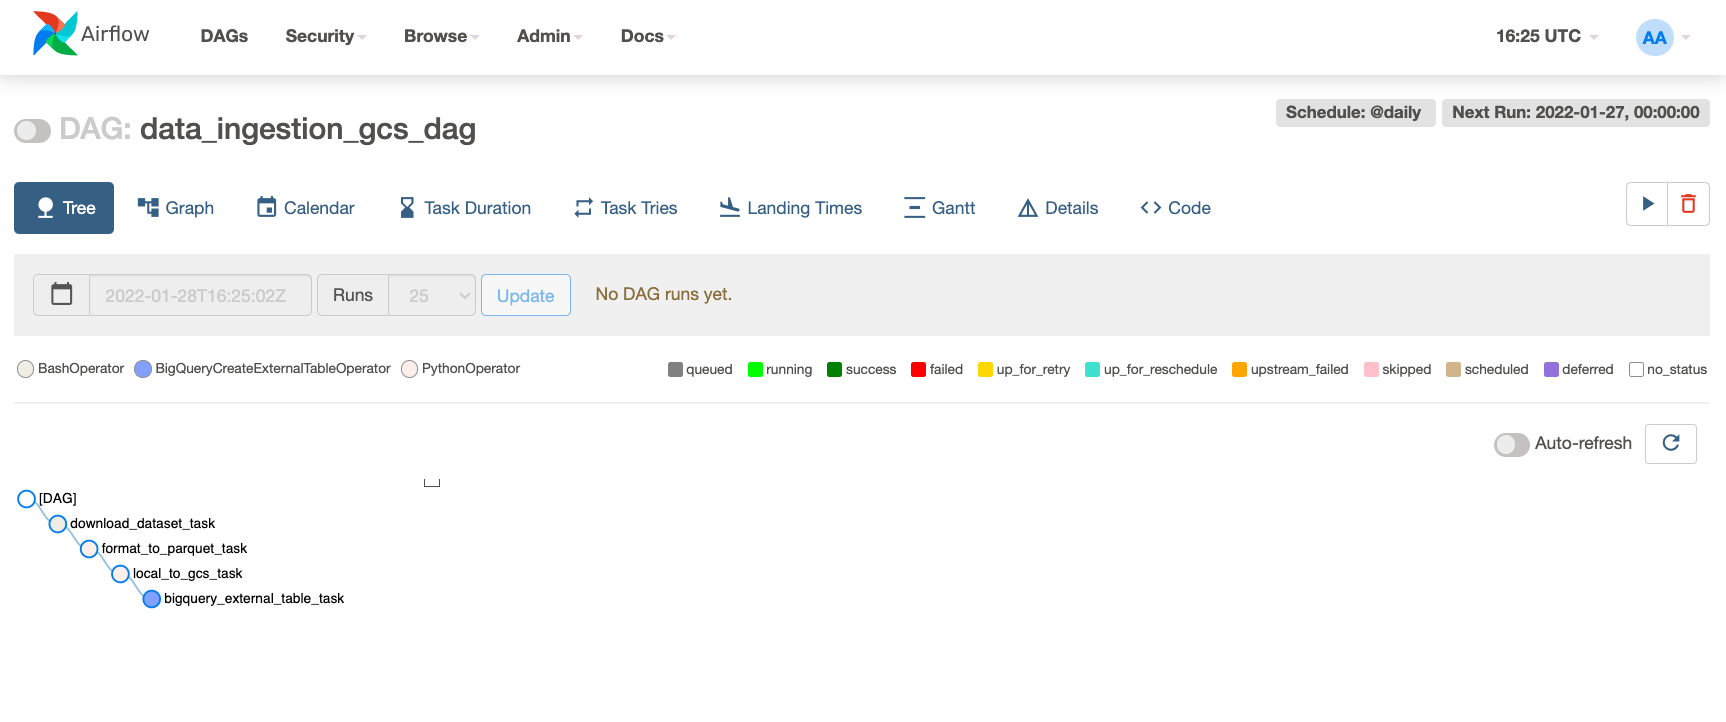 Airflow DAGs Security Browse Admin Docs 16:25 UTC AA
DAG: data_ingestion_gcs_dag Schedule: @daily Next Run: 2022-01-27, 00:00:00
Tree Graph Calendar Task Duration Task Tries Landing Times Gantt Details Code
2022-01-28T16:25:02Z Runs 25 Update No DAG runs yet.
BashOperator BigQueryCreateExternalTableOperator PythonOperator queued running success failed up_for_retry up_for_reschedule upstream_failed skipped scheduled deferred no_status
Auto-refresh
[DAG]
download_dataset_task
format_to_parquet_task
local_to_gcs_task
bigquery_external_table_task